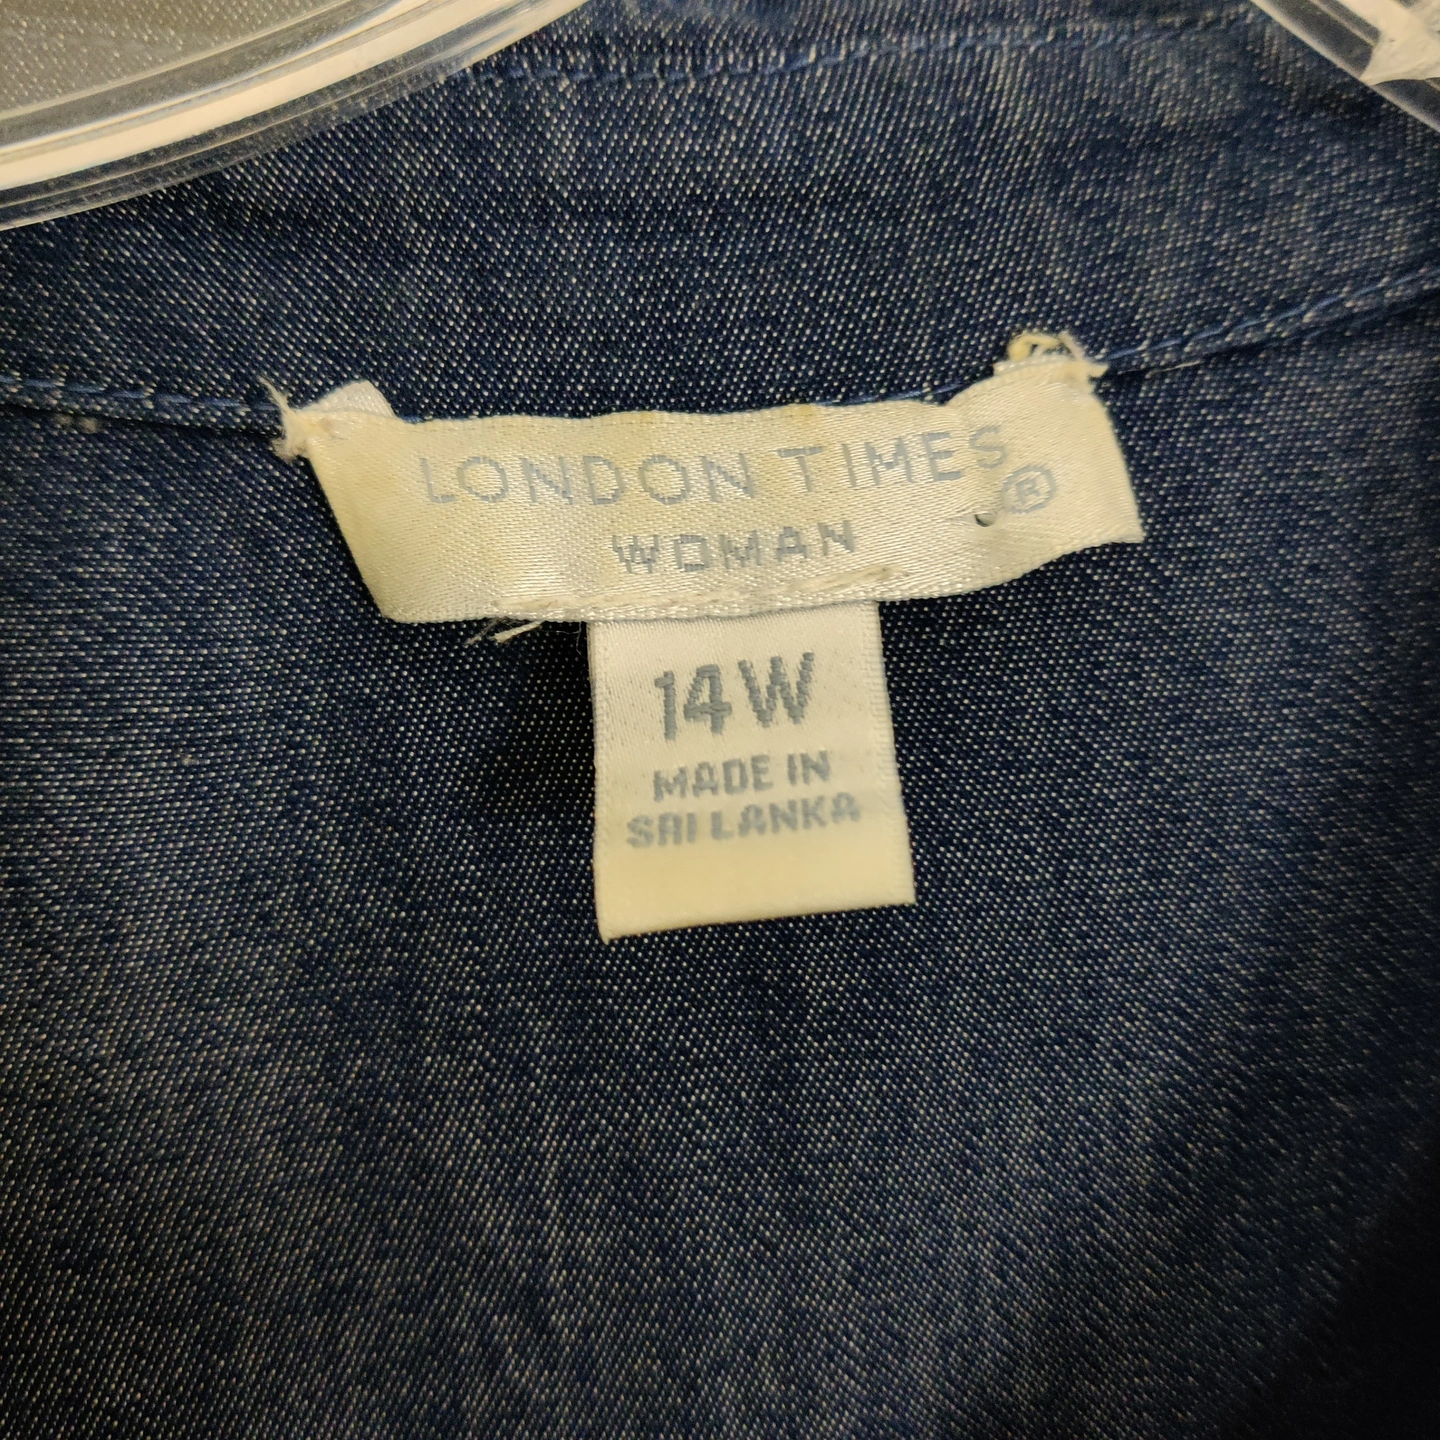 LONDON TIMES ®
WOMAN
14W
MADE IN
SRI LANKA